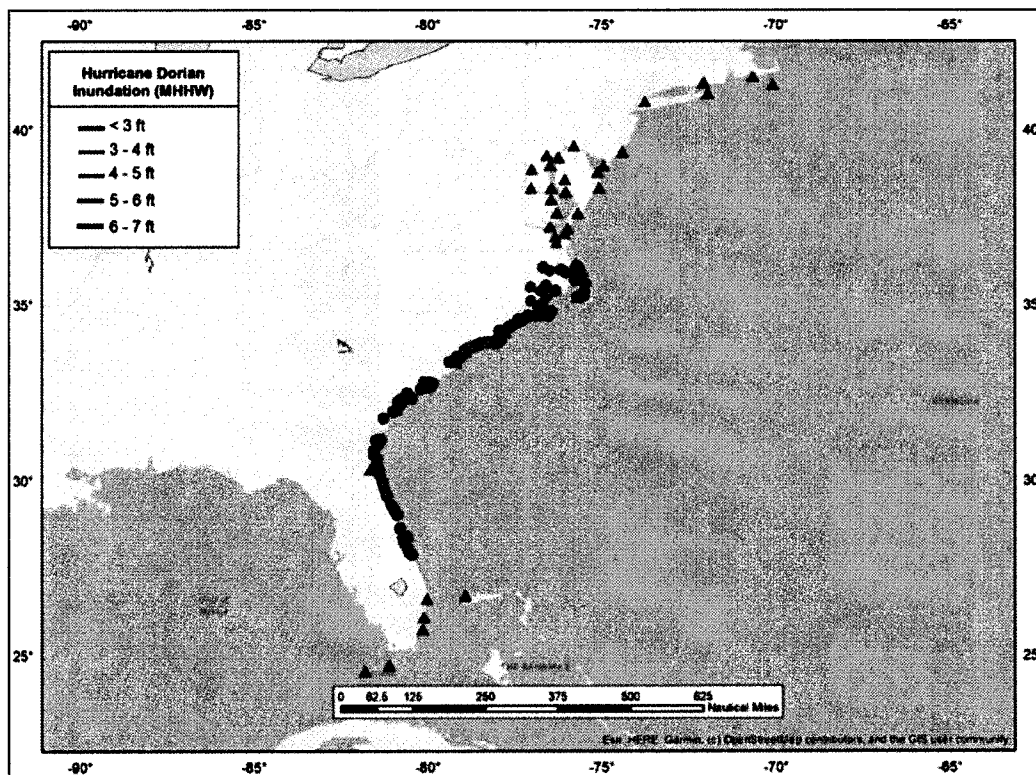 -90° -85° -80° -75° -70° -65°
Hurricane Dorian
Inundation (MHHW)
< 3 ft
3 - 4 ft
4 - 5 ft
5 - 6 ft
6 - 7 ft
40° 40°
35° 35°
30° 30°
25° 25°
0 62.5 125 250 375 500 625
Nautical Miles
Esri, HERE, Garmin, (c) OpenStreetMap contributors, and the GIS user community
-90° -85° -80° -75° -70° -65°